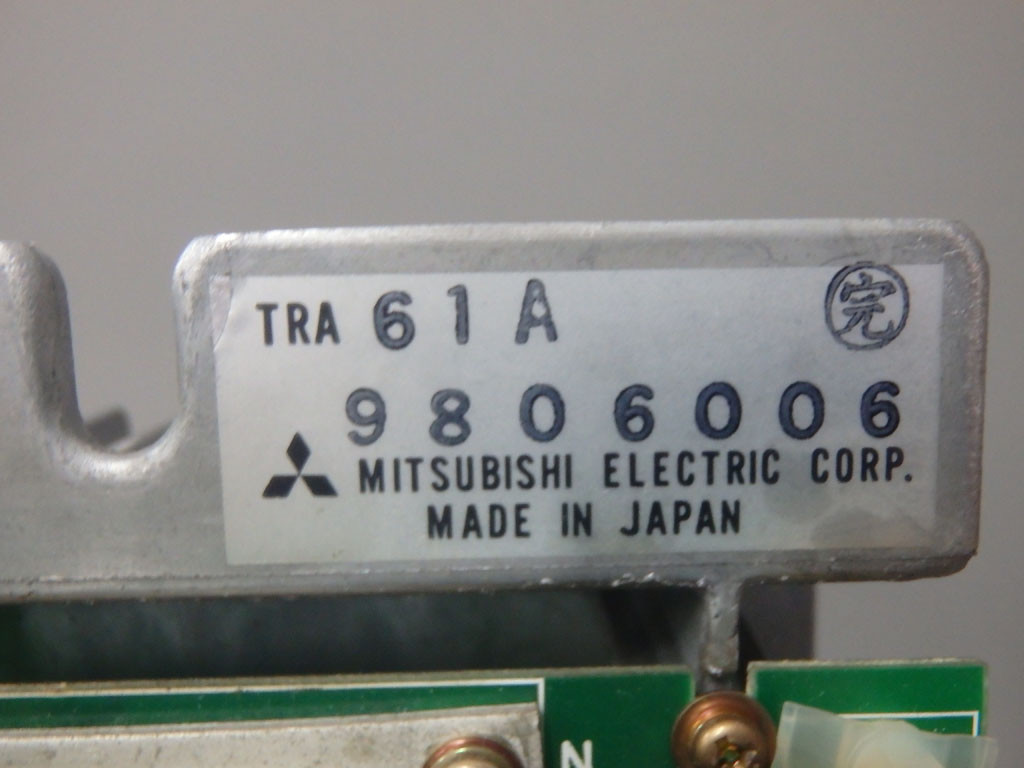 TRA 61A 完
9806006
MITSUBISHI ELECTRIC CORP.
MADE IN JAPAN
N